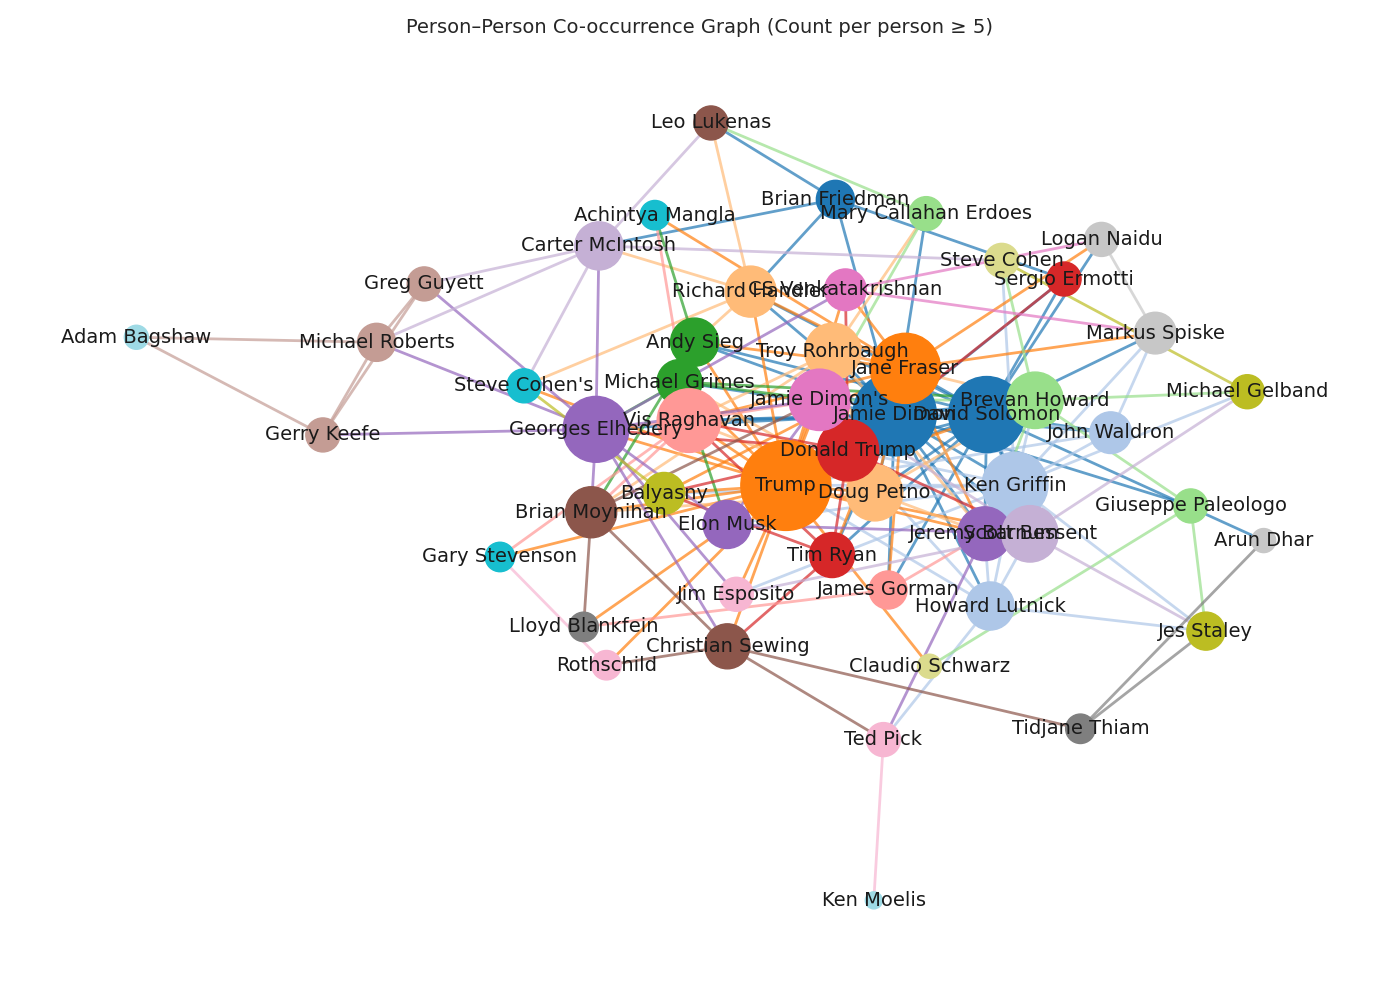 Person–Person Co-occurrence Graph (Count per person ≥ 5)
Leo Lukenas
Brian Friedman
Achintya Mangla
Mary Callahan Erdoes
Carter McIntosh
Logan Naidu
Steve Cohen
Greg Guyett
Sergio Ermotti
Richard Handler
CS Venkatakrishnan
Adam Bagshaw
Michael Roberts
Andy Sieg
Markus Spiske
Troy Rohrbaugh
Jane Fraser
Steve Cohen's
Michael Grimes
Michael Gelband
Jamie Dimon's
Brevan Howard
Jamie Dimon
David Solomon
Vis Raghavan
Georges Elhedery
Gerry Keefe
John Waldron
Donald Trump
Trump
Ken Griffin
Balyasny
Doug Petno
Giuseppe Paleologo
Brian Moynihan
Elon Musk
Jeremy Barnum
Scott Bessent
Arun Dhar
Gary Stevenson
Tim Ryan
Jim Esposito
James Gorman
Howard Lutnick
Lloyd Blankfein
Jes Staley
Christian Sewing
Rothschild
Claudio Schwarz
Tidjane Thiam
Ted Pick
Ken Moelis